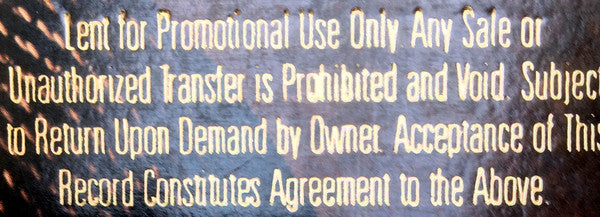 Lent for Promotional Use Only. Any Sale or
Unauthorized Transfer is Prohibited and Void. Subject
to Return Upon Demand by Owner. Acceptance of This
Record Constitutes Agreement to the Above.